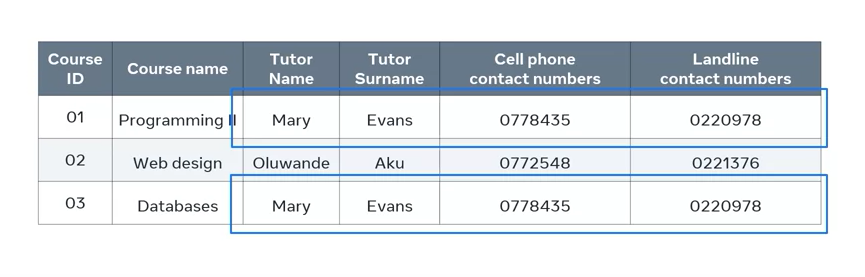 Course ID | Course name | Tutor Name | Tutor Surname | Cell phone contact numbers | Landline contact numbers
01 | Programming II | Mary | Evans | 0778435 | 0220978
02 | Web design | Oluwande | Aku | 0772548 | 0221376
03 | Databases | Mary | Evans | 0778435 | 0220978